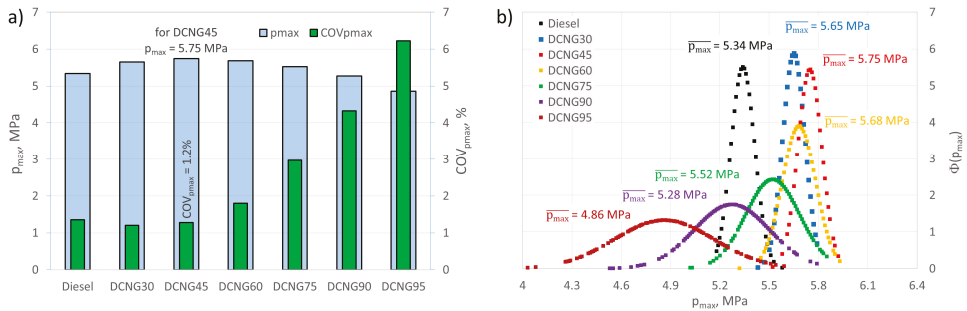 a)
for DCNG45
pmax = 5.75 MPa
pmax
COVpmax
7
6
5
4
3
2
1
0
pmax, MPa
COVpmax = 1.2%
7
6
5
4
3
2
1
0
COVpmax, %
Diesel DCNG30 DCNG45 DCNG60 DCNG75 DCNG90 DCNG95
b)
Diesel
DCNG30
DCNG45
DCNG60
DCNG75
DCNG90
DCNG95
pmax = 5.65 MPa
pmax = 5.34 MPa
pmax = 5.75 MPa
pmax = 5.68 MPa
pmax = 5.52 MPa
pmax = 5.28 MPa
pmax = 4.86 MPa
7
6
5
4
3
2
1
0
Φ(pmax)
4 4.3 4.6 4.9 5.2 5.5 5.8 6.1 6.4
pmax, MPa